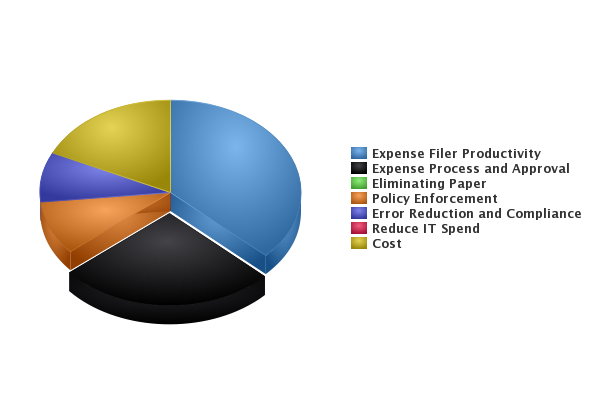 Expense Filer Productivity
Expense Process and Approval
Eliminating Paper
Policy Enforcement
Error Reduction and Compliance
Reduce IT Spend
Cost